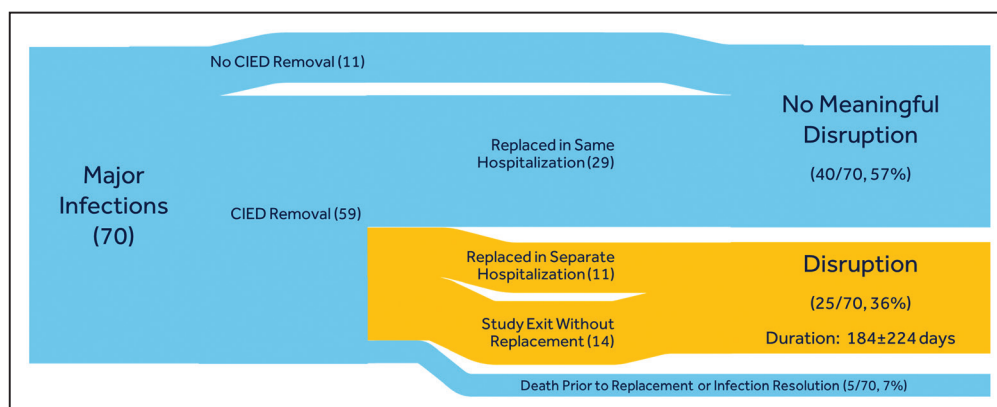 No CIED Removal (11)
Major
Infections
(70)
CIED Removal (59)
Replaced in Same
Hospitalization (29)
No Meaningful
Disruption
(40/70, 57%)
Replaced in Separate
Hospitalization (11)
Study Exit Without
Replacement (14)
Disruption
(25/70, 36%)
Duration: 184±224 days
Death Prior to Replacement or Infection Resolution (5/70, 7%)